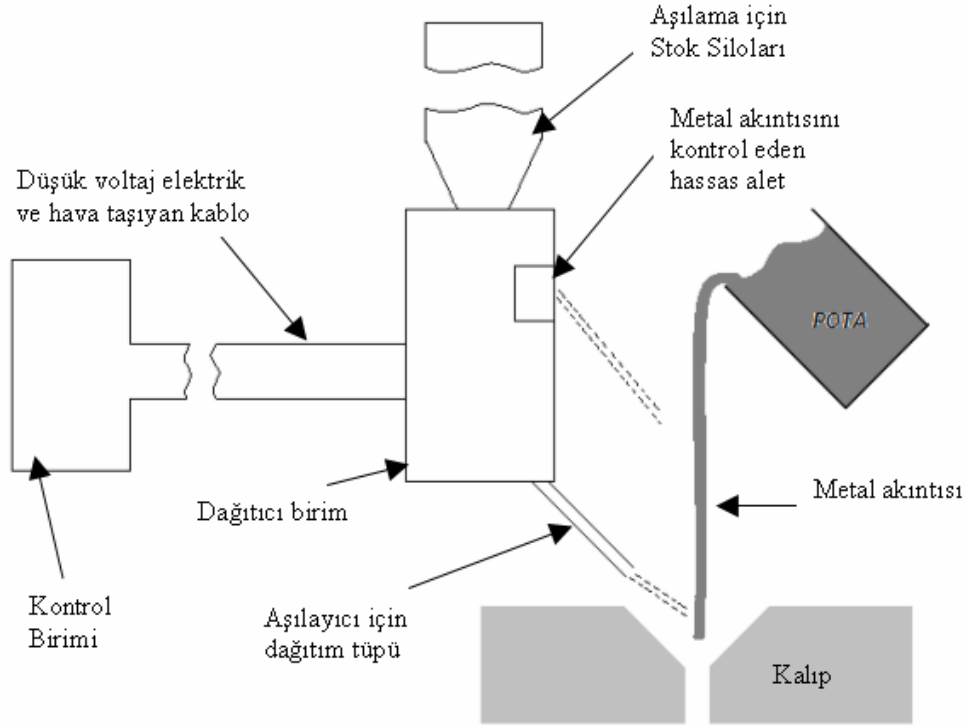 Aşılama için
Stok Siloları
Metal akıntısını
kontrol eden
hassas alet
Düşük voltaj elektrik
ve hava taşıyan kablo
POTA
Metal akıntısı
Dağıtıcı birim
Kontrol
Birimi
Aşılayıcı için
dağıtım tüpü
Kalıp